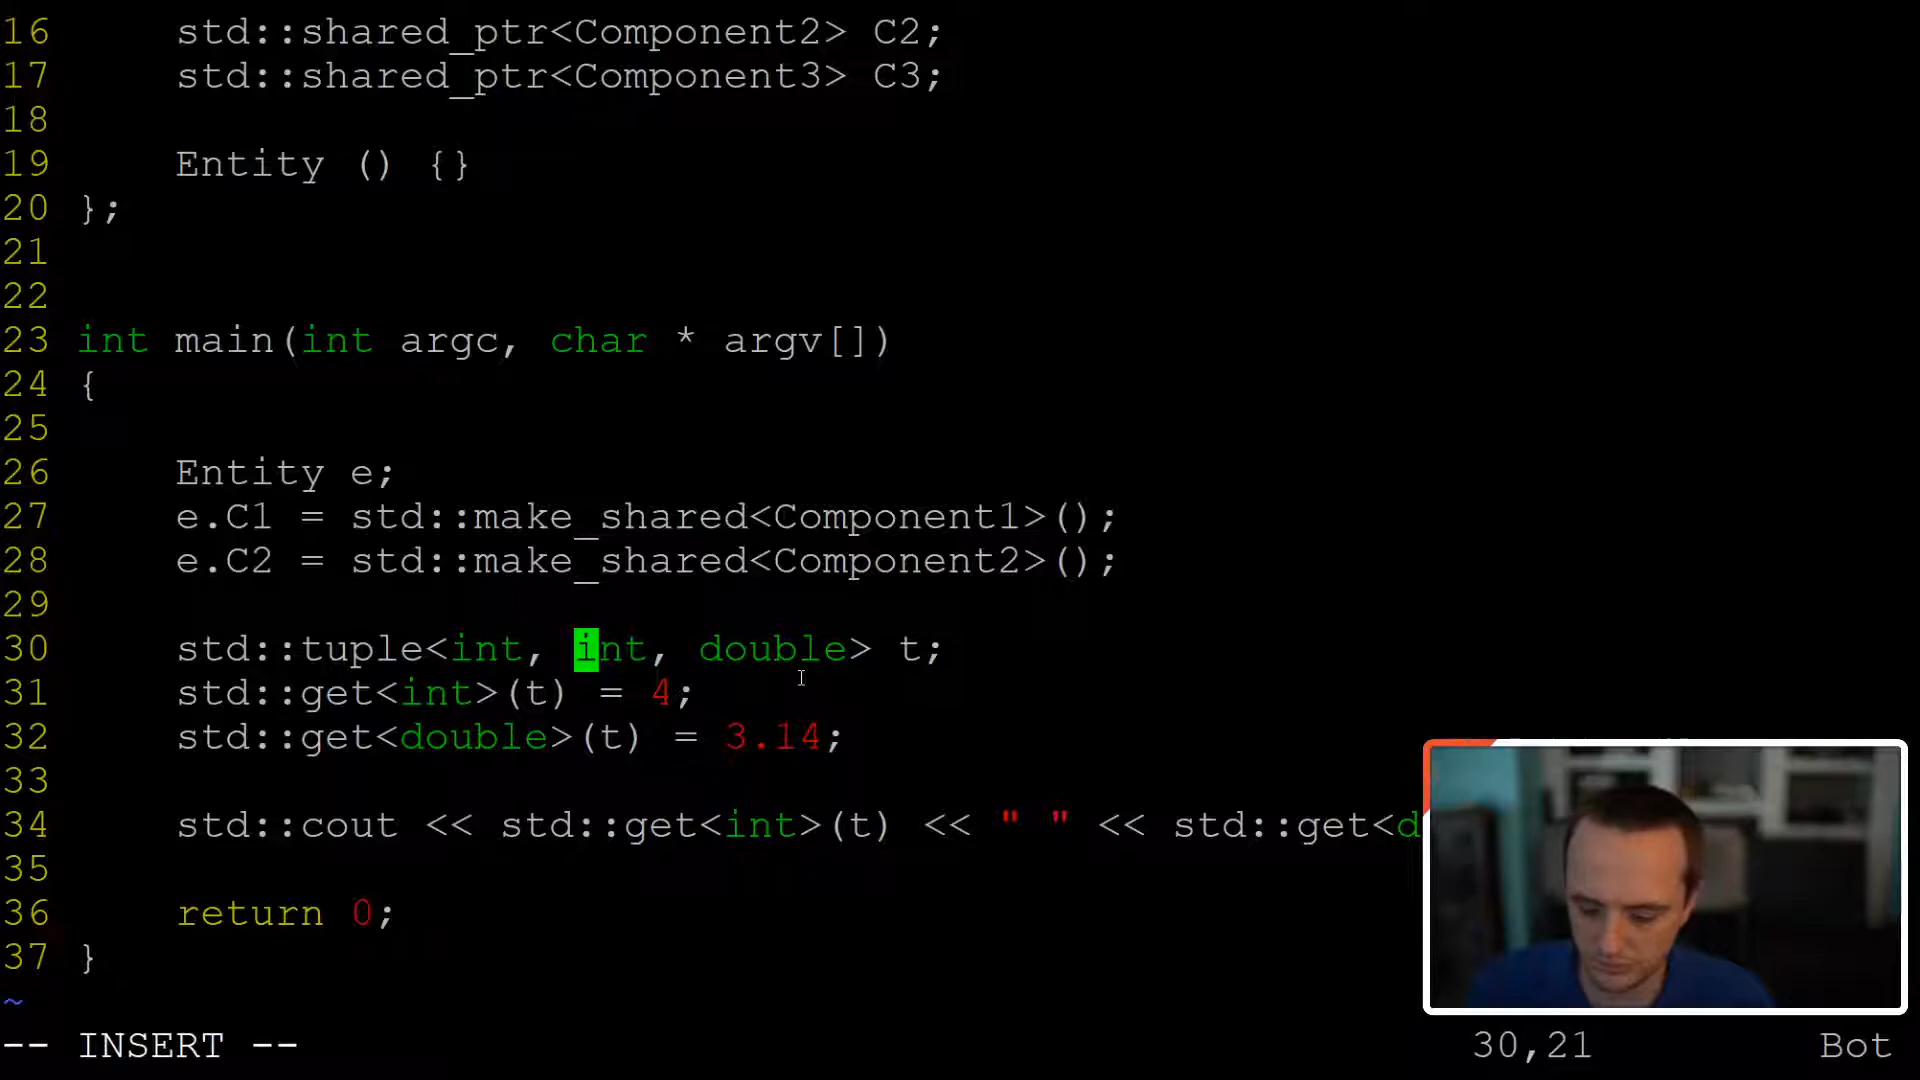 16 std::shared_ptr<Component2> C2;
17 std::shared_ptr<Component3> C3;
18
19 Entity () {}
20 };
21
22
23 int main(int argc, char * argv[])
24 {
25
26 Entity e;
27 e.C1 = std::make_shared<Component1>();
28 e.C2 = std::make_shared<Component2>();
29
30 std::tuple<int, int, double> t;
31 std::get<int>(t) = 4;
32 std::get<double>(t) = 3.14;
33
34 std::cout << std::get<int>(t) << " " << std::get<d
35
36 return 0;
37 }
~
-- INSERT -- 30,21 Bot